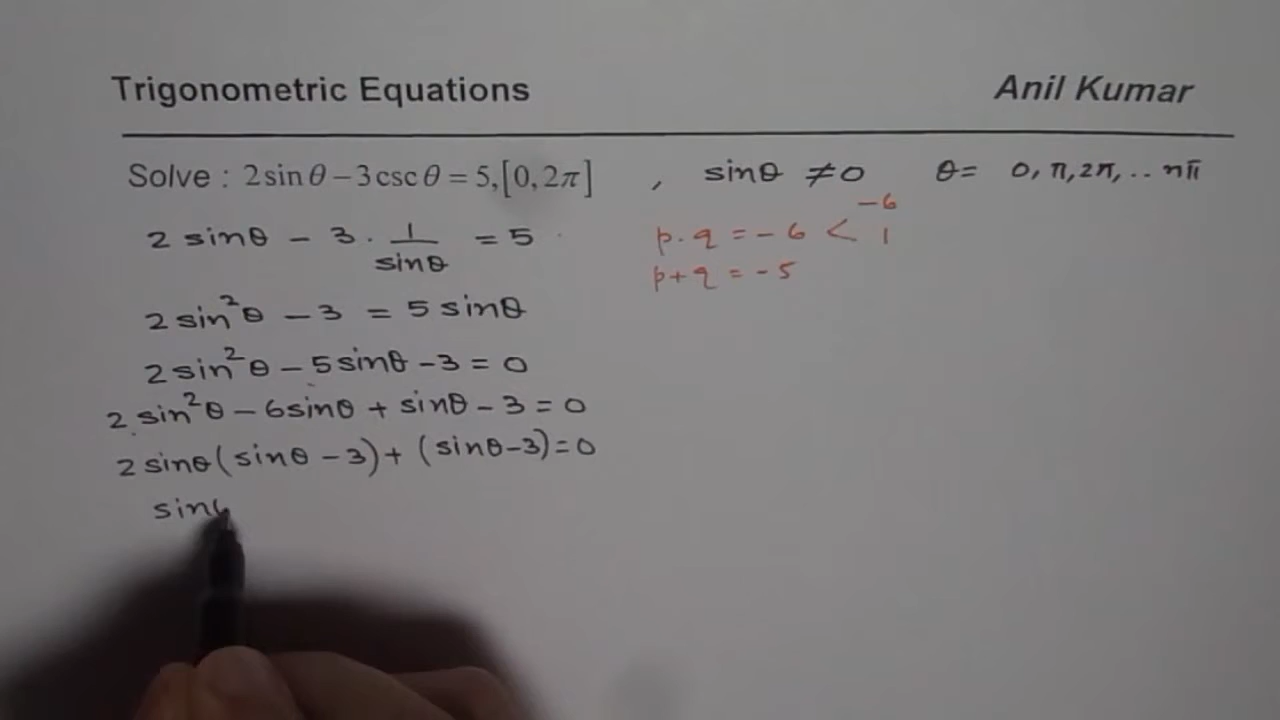 Trigonometric Equations Anil Kumar
Solve : 2 sin θ − 3 csc θ = 5, [0, 2π] , sinθ ≠ 0 θ = 0, π, 2π, .. nπ
2 sinθ − 3 · 1/sinθ = 5 p · q = −6 < −6 1
p + q = −5
2 sin²θ − 3 = 5 sinθ
2 sin²θ − 5 sinθ − 3 = 0
2 sin²θ − 6 sinθ + sinθ − 3 = 0
2 sinθ (sinθ − 3) + (sinθ − 3) = 0
sin